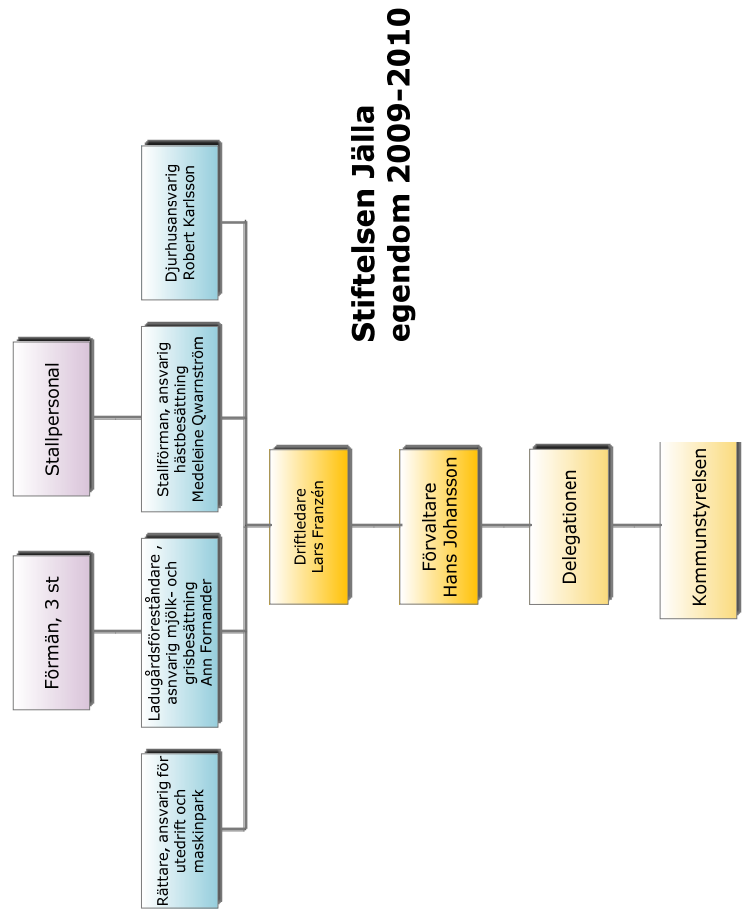 Stiftelsen Jälla
egendom 2009-2010
Kommunstyrelsen
Delegationen
Förvaltare
Hans Johansson
Driftledare
Lars Franzén
Rättare, ansvarig för
utedrift och
maskinpark
Ladugårdsföreståndare ,
asnvarig mjölk- och
grisbesättning
Ann Fornander
Stallförman, ansvarig
hästbesättning
Medeleine Qwarnström
Djurhusansvarig
Robert Karlsson
Förmän, 3 st
Stallpersonal